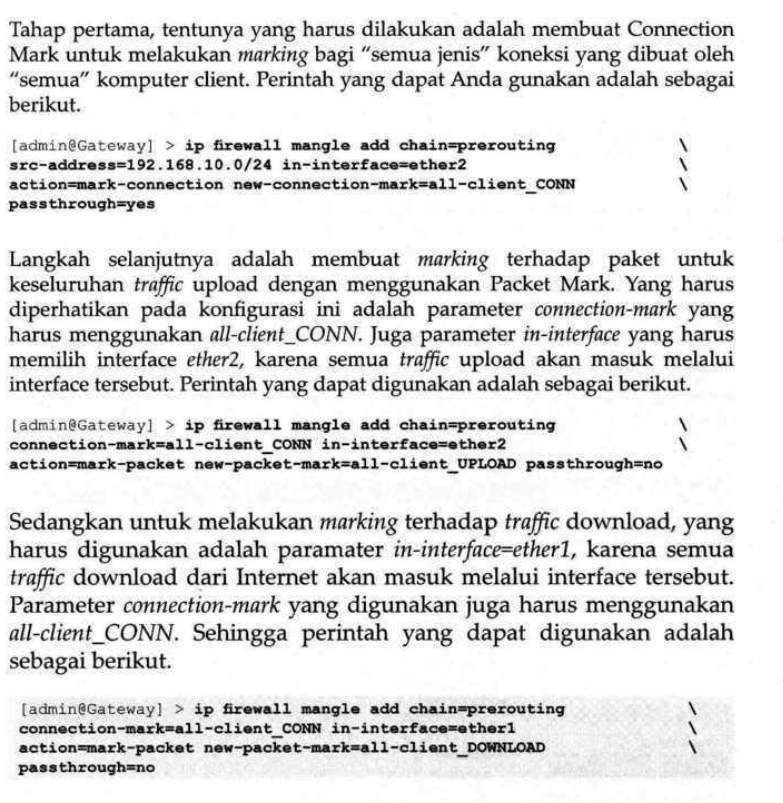 Tahap pertama, tentunya yang harus dilakukan adalah membuat Connection
Mark untuk melakukan marking bagi “semua jenis” koneksi yang dibuat oleh
“semua” komputer client. Perintah yang dapat Anda gunakan adalah sebagai
berikut.
[admin@Gateway] > ip firewall mangle add chain=prerouting \
src-address=192.168.10.0/24 in-interface=ether2 \
action=mark-connection new-connection-mark=all-client_CONN \
passthrough=yes
Langkah selanjutnya adalah membuat marking terhadap paket untuk
keseluruhan traffic upload dengan menggunakan Packet Mark. Yang harus
diperhatikan pada konfigurasi ini adalah parameter connection-mark yang
harus menggunakan all-client_CONN. Juga parameter in-interface yang harus
memilih interface ether2, karena semua traffic upload akan masuk melalui
interface tersebut. Perintah yang dapat digunakan adalah sebagai berikut.
[admin@Gateway] > ip firewall mangle add chain=prerouting \
connection-mark=all-client_CONN in-interface=ether2 \
action=mark-packet new-packet-mark=all-client_UPLOAD passthrough=no
Sedangkan untuk melakukan marking terhadap traffic download, yang
harus digunakan adalah paramater in-interface=ether1, karena semua
traffic download dari Internet akan masuk melalui interface tersebut.
Parameter connection-mark yang digunakan juga harus menggunakan
all-client_CONN. Sehingga perintah yang dapat digunakan adalah
sebagai berikut.
[admin@Gateway] > ip firewall mangle add chain=prerouting \
connection-mark=all-client_CONN in-interface=ether1 \
action=mark-packet new-packet-mark=all-client_DOWNLOAD \
passthrough=no